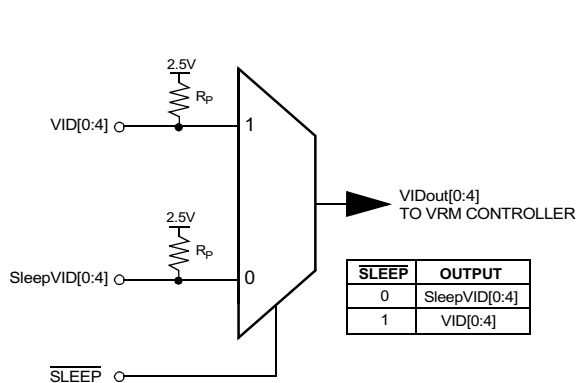 2.5V
RP
VID[0:4]
1
VIDout[0:4]
TO VRM CONTROLLER
2.5V
RP
SleepVID[0:4]
0
SLEEP OUTPUT
0 SleepVID[0:4]
1 VID[0:4]
SLEEP